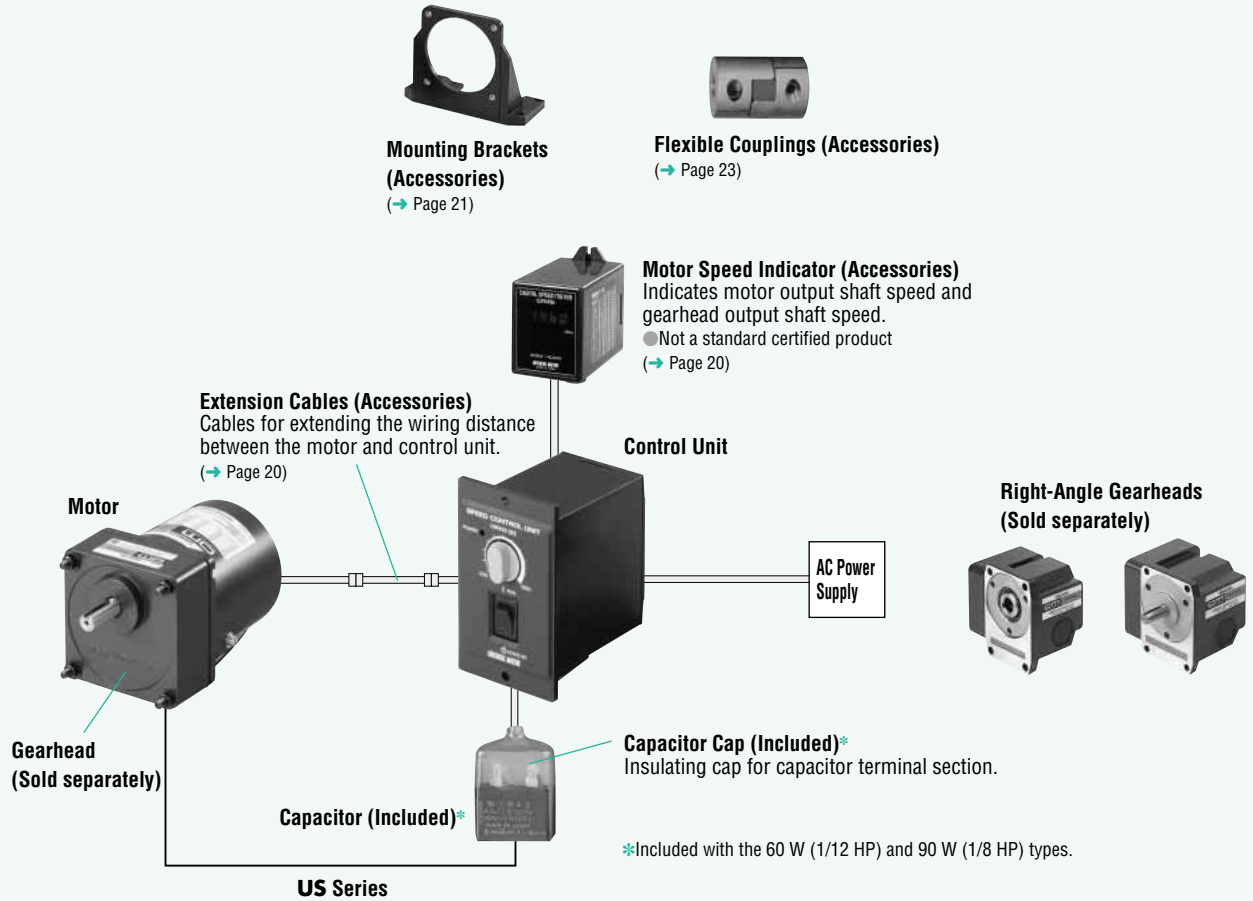 Mounting Brackets
(Accessories)
(→ Page 21)
Flexible Couplings (Accessories)
(→ Page 23)
Motor Speed Indicator (Accessories)
Indicates motor output shaft speed and
gearhead output shaft speed.
●Not a standard certified product
(→ Page 20)
Extension Cables (Accessories)
Cables for extending the wiring distance
between the motor and control unit.
(→ Page 20)
Control Unit
Motor
SPEED CONTROL UNIT
Right-Angle Gearheads
(Sold separately)
AC Power
Supply
Gearhead
(Sold separately)
Capacitor Cap (Included)*
Insulating cap for capacitor terminal section.
Capacitor (Included)*
*Included with the 60 W (1/12 HP) and 90 W (1/8 HP) types.
US Series